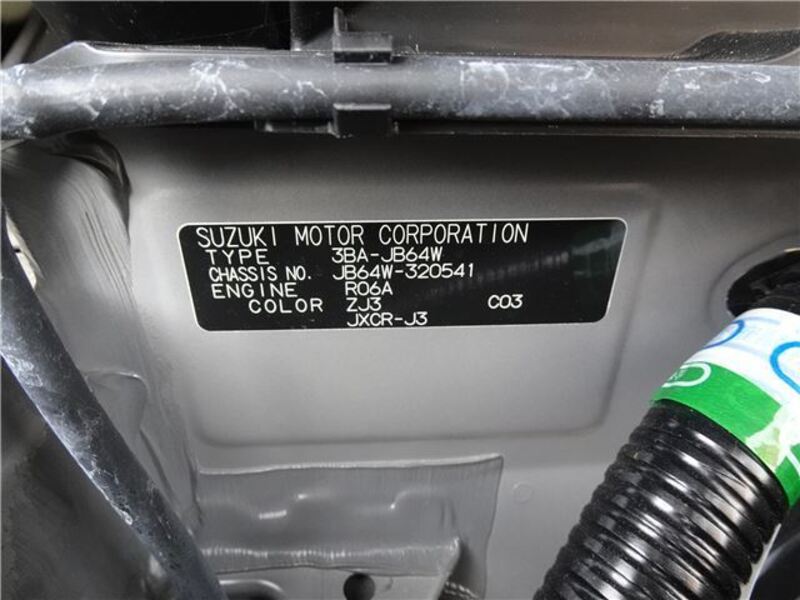 SUZUKI MOTOR CORPORATION
TYPE 3BA-JB64W
CHASSIS NO. JB64W-320541
ENGINE R06A
COLOR ZJ3 C03
JXCR-J3